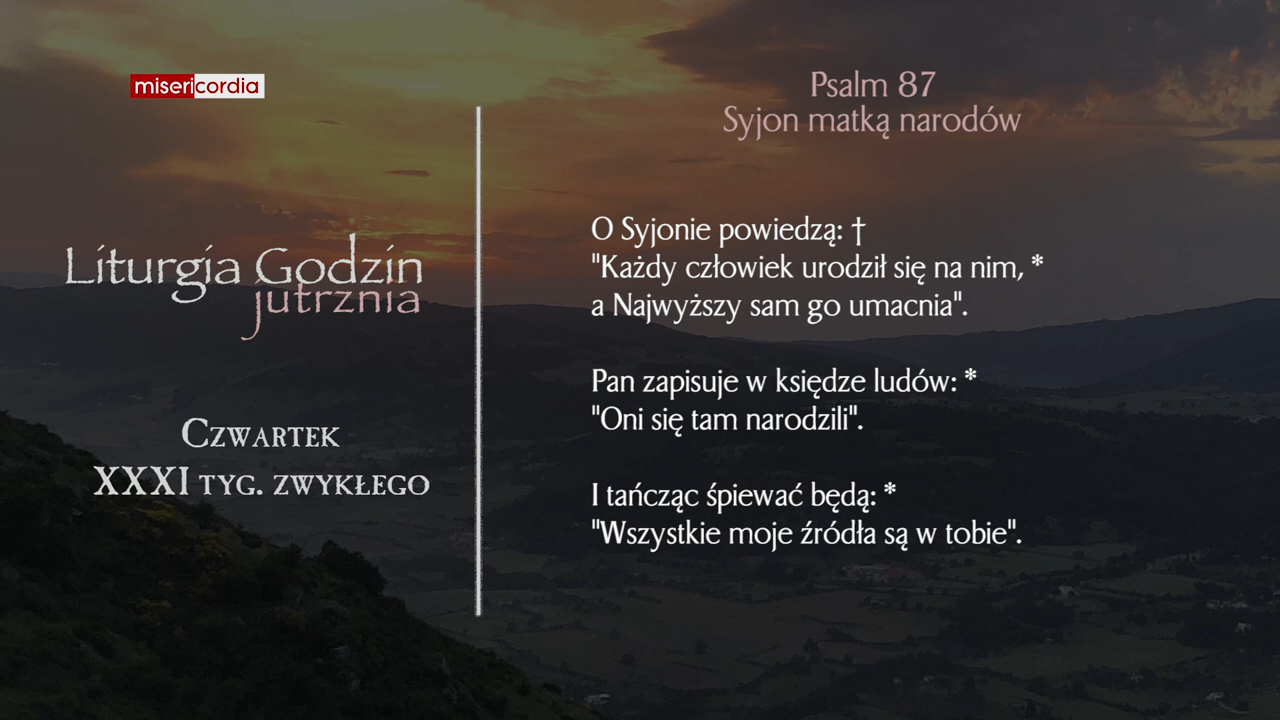 misericordia
Liturgia Godzin
jutrznia
Czwartek
XXXI tyg. zwykłego
Psalm 87
Syjon matką narodów
O Syjonie powiedzą: †
"Każdy człowiek urodził się na nim, *
a Najwyższy sam go umacnia".
Pan zapisuje w księdze ludów: *
"Oni się tam narodzili".
I tańcząc śpiewać będą: *
"Wszystkie moje źródła są w tobie".